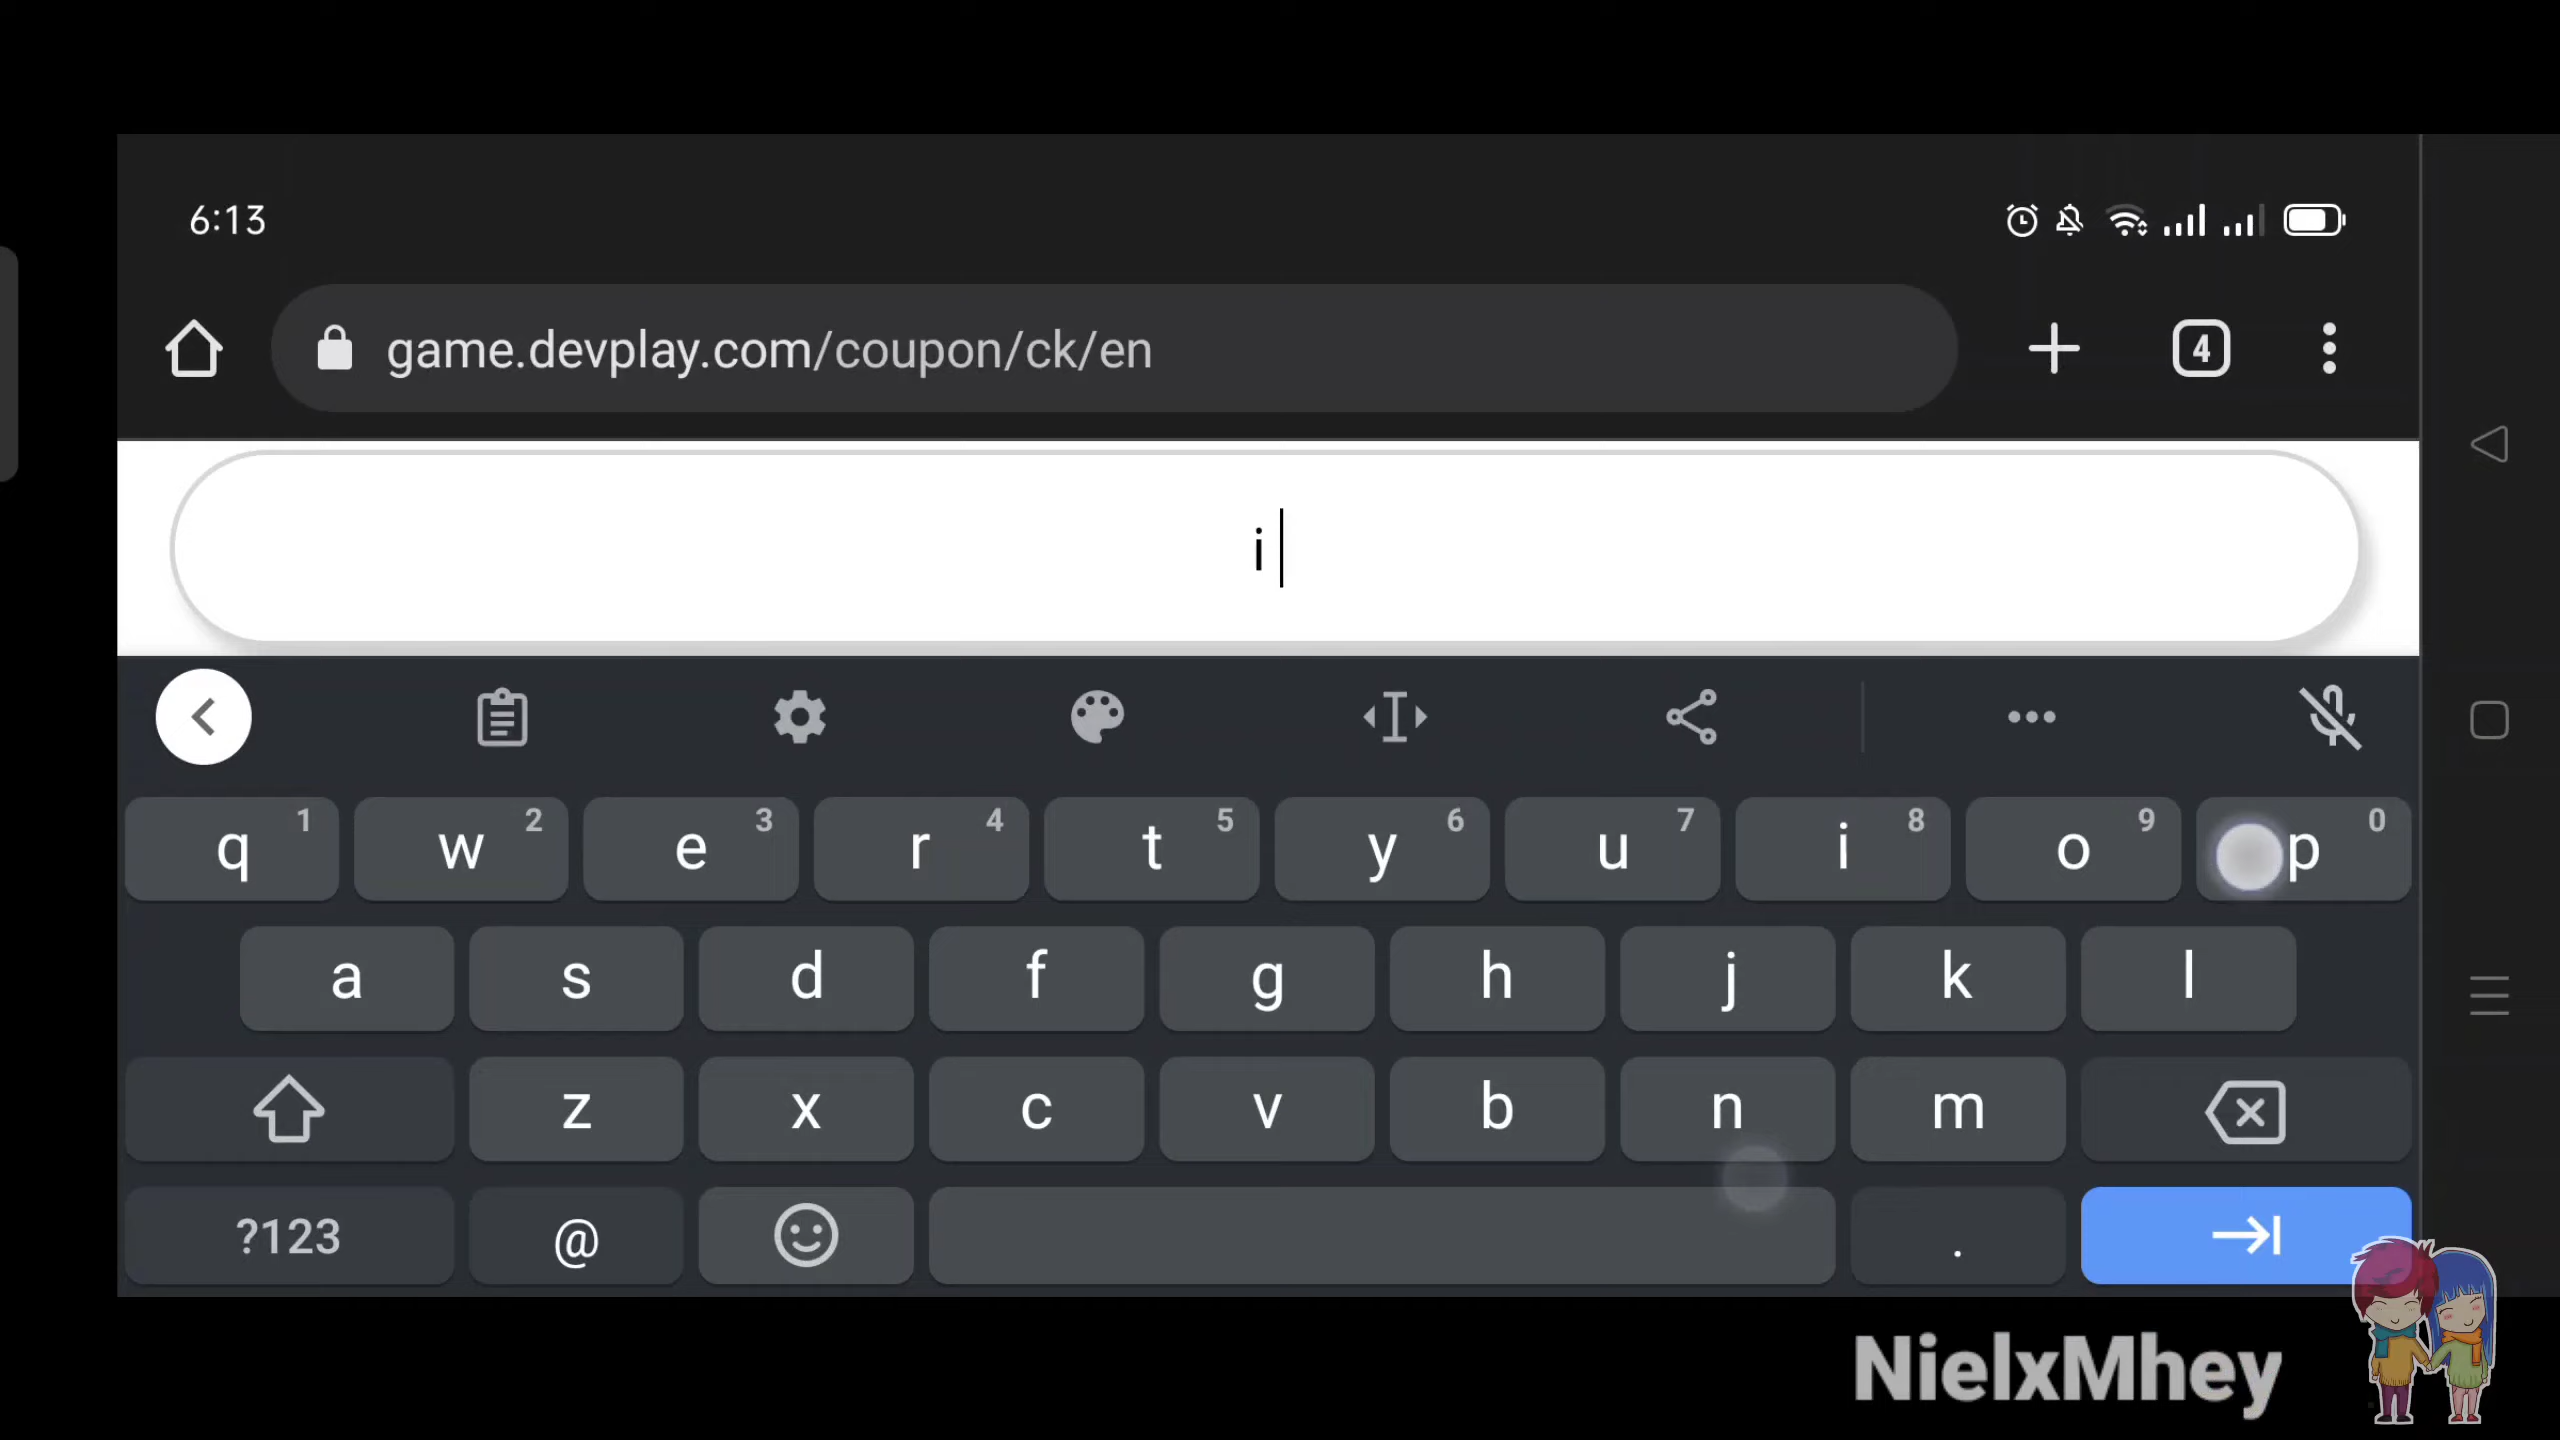 6:13
game.devplay.com/coupon/ck/en
4
i
q 1 w 2 e 3 r 4 t 5 y 6 u 7 i 8 o 9 p 0
a s d f g h j k l
z x c v b n m
?123 @ .
NielxMhey